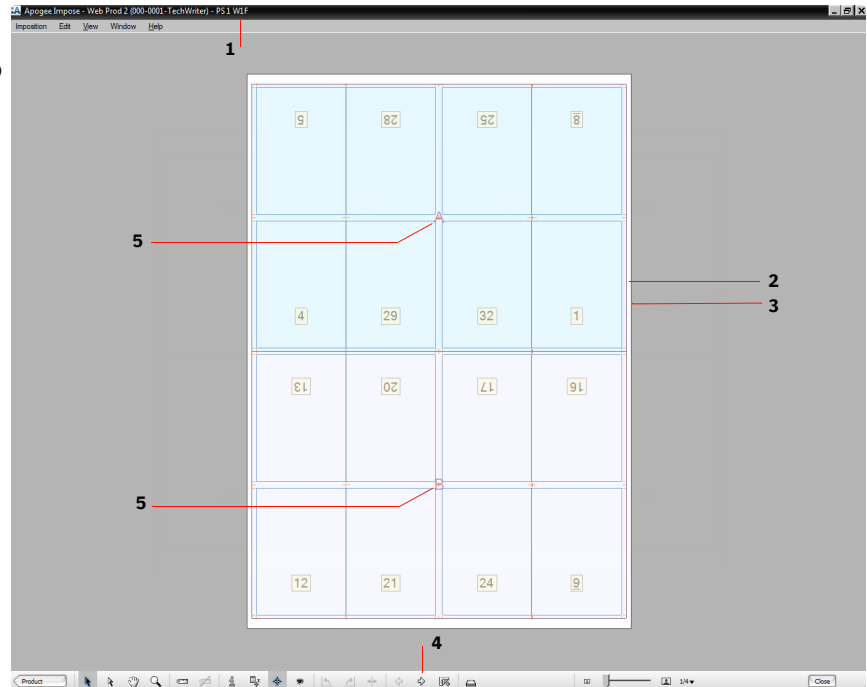 Apogee Impose - Web Prod 2 (000-0001-TechWriter) - PS 1 W1F
Imposition Edit View Window Help
1
5 28 25 8
5 A
2
3
4 29 32 1
13 20 17 16
5 B
12 21 24 9
4
Product 1/4 Close